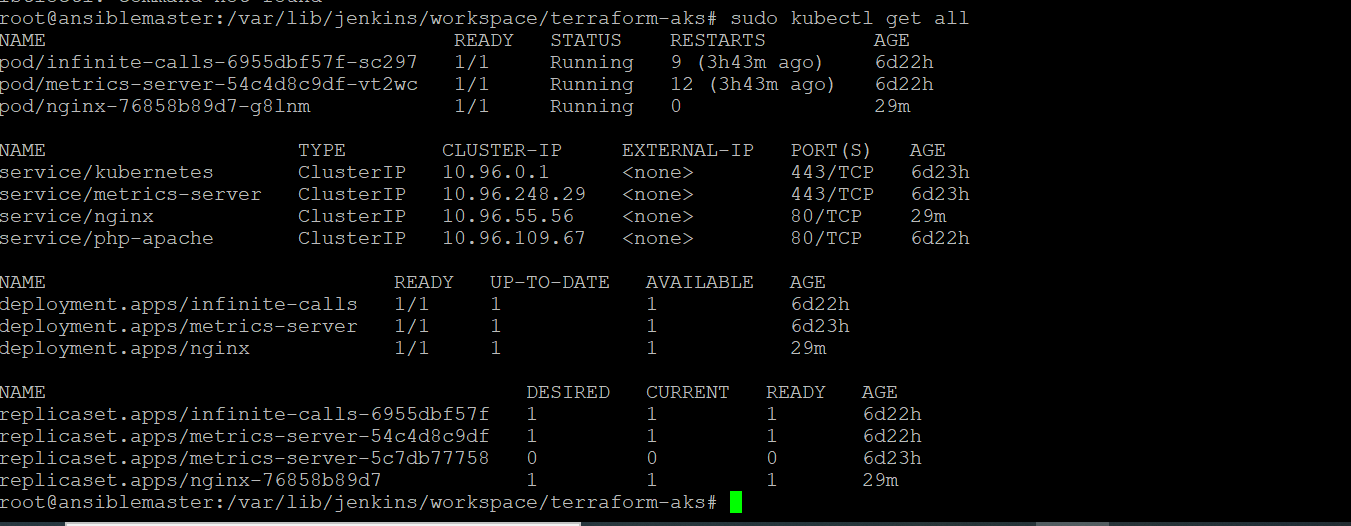 root@ansiblemaster:/var/lib/jenkins/workspace/terraform-aks# sudo kubectl get all
NAME READY STATUS RESTARTS AGE
pod/infinite-calls-6955dbf57f-sc297 1/1 Running 9 (3h43m ago) 6d22h
pod/metrics-server-54c4d8c9df-vt2wc 1/1 Running 12 (3h43m ago) 6d22h
pod/nginx-76858b89d7-g8lnm 1/1 Running 0 29m
NAME TYPE CLUSTER-IP EXTERNAL-IP PORT(S) AGE
service/kubernetes ClusterIP 10.96.0.1 <none> 443/TCP 6d23h
service/metrics-server ClusterIP 10.96.248.29 <none> 443/TCP 6d23h
service/nginx ClusterIP 10.96.55.56 <none> 80/TCP 29m
service/php-apache ClusterIP 10.96.109.67 <none> 80/TCP 6d22h
NAME READY UP-TO-DATE AVAILABLE AGE
deployment.apps/infinite-calls 1/1 1 1 6d22h
deployment.apps/metrics-server 1/1 1 1 6d23h
deployment.apps/nginx 1/1 1 1 29m
NAME DESIRED CURRENT READY AGE
replicaset.apps/infinite-calls-6955dbf57f 1 1 1 6d22h
replicaset.apps/metrics-server-54c4d8c9df 1 1 1 6d22h
replicaset.apps/metrics-server-5c7db77758 0 0 0 6d23h
replicaset.apps/nginx-76858b89d7 1 1 1 29m
root@ansiblemaster:/var/lib/jenkins/workspace/terraform-aks#